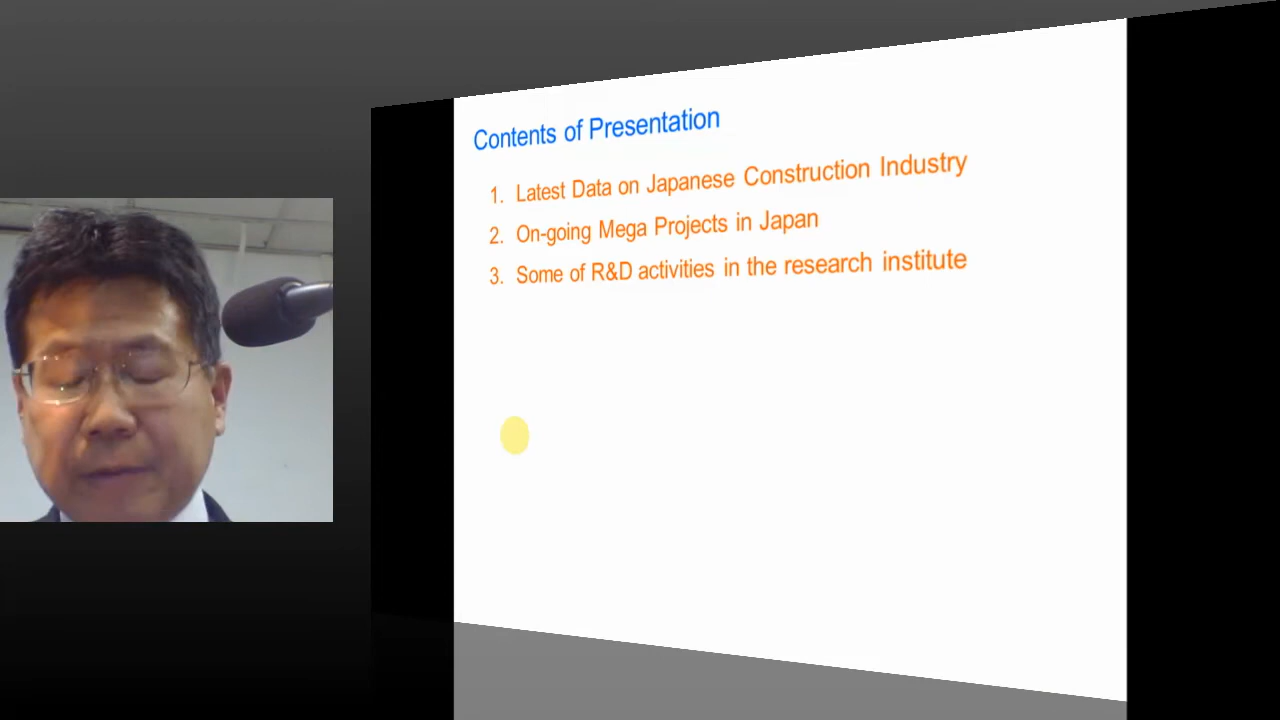 Contents of Presentation
1. Latest Data on Japanese Construction Industry
2. On-going Mega Projects in Japan
3. Some of R&D activities in the research institute